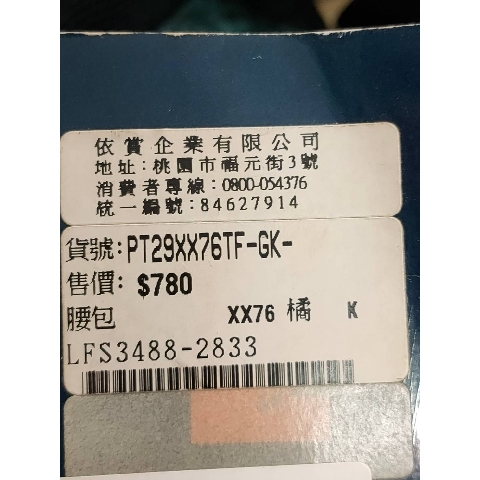 依賞企業有限公司
地址:桃園市福元街3號
消費者專線:0800-054376
統一編號:84627914
貨號:PT29XX76TF-GK-
售價: $780
腰包 XX76 橘 K
LFS3488-2833